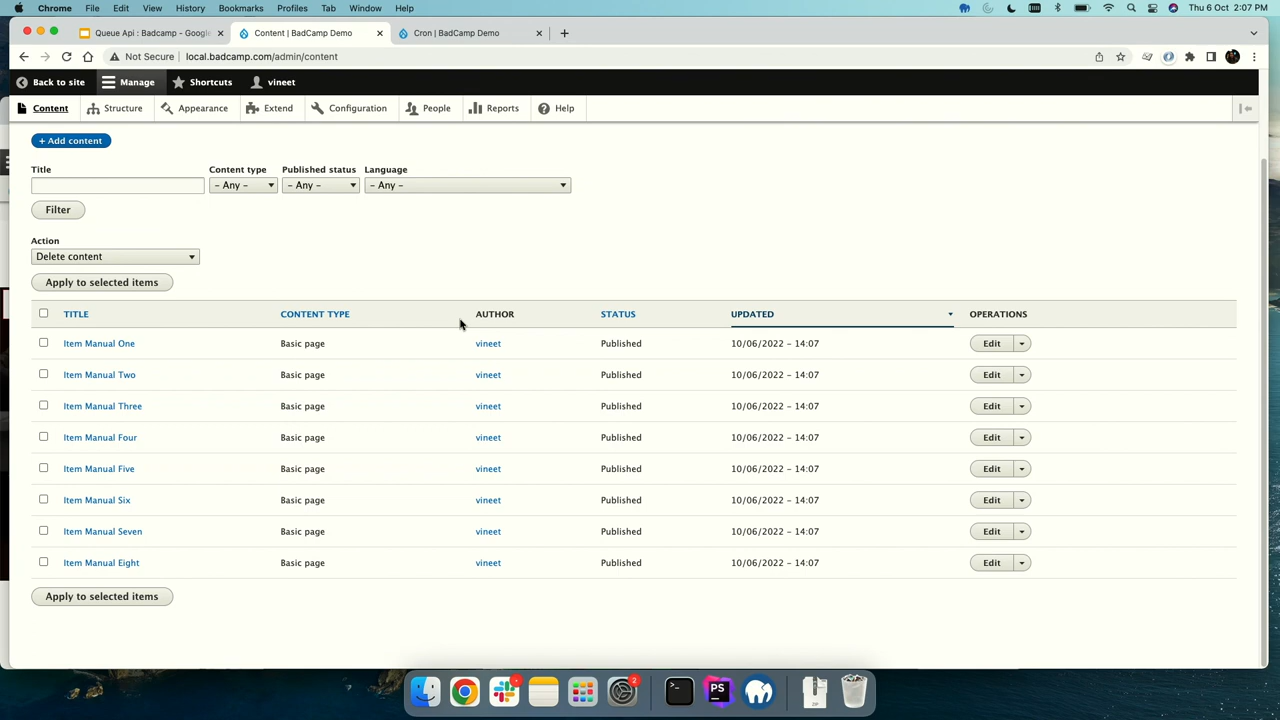 Chrome File Edit View History Bookmarks Profiles Tab Window Help Thu 6 Oct 2:07 PM
Queue Api : Badcamp - Google Content | BadCamp Demo Cron | BadCamp Demo
Not Secure local.badcamp.com/admin/content
Back to site Manage Shortcuts vineet
Content Structure Appearance Extend Configuration People Reports Help
+ Add content
Title Content type Published status Language
- Any - - Any - - Any -
Filter
Action
Delete content
Apply to selected items
TITLE CONTENT TYPE AUTHOR STATUS UPDATED OPERATIONS
Item Manual One Basic page vineet Published 10/06/2022 - 14:07 Edit
Item Manual Two Basic page vineet Published 10/06/2022 - 14:07 Edit
Item Manual Three Basic page vineet Published 10/06/2022 - 14:07 Edit
Item Manual Four Basic page vineet Published 10/06/2022 - 14:07 Edit
Item Manual Five Basic page vineet Published 10/06/2022 - 14:07 Edit
Item Manual Six Basic page vineet Published 10/06/2022 - 14:07 Edit
Item Manual Seven Basic page vineet Published 10/06/2022 - 14:07 Edit
Item Manual Eight Basic page vineet Published 10/06/2022 - 14:07 Edit
Apply to selected items
2
PS
ZIP